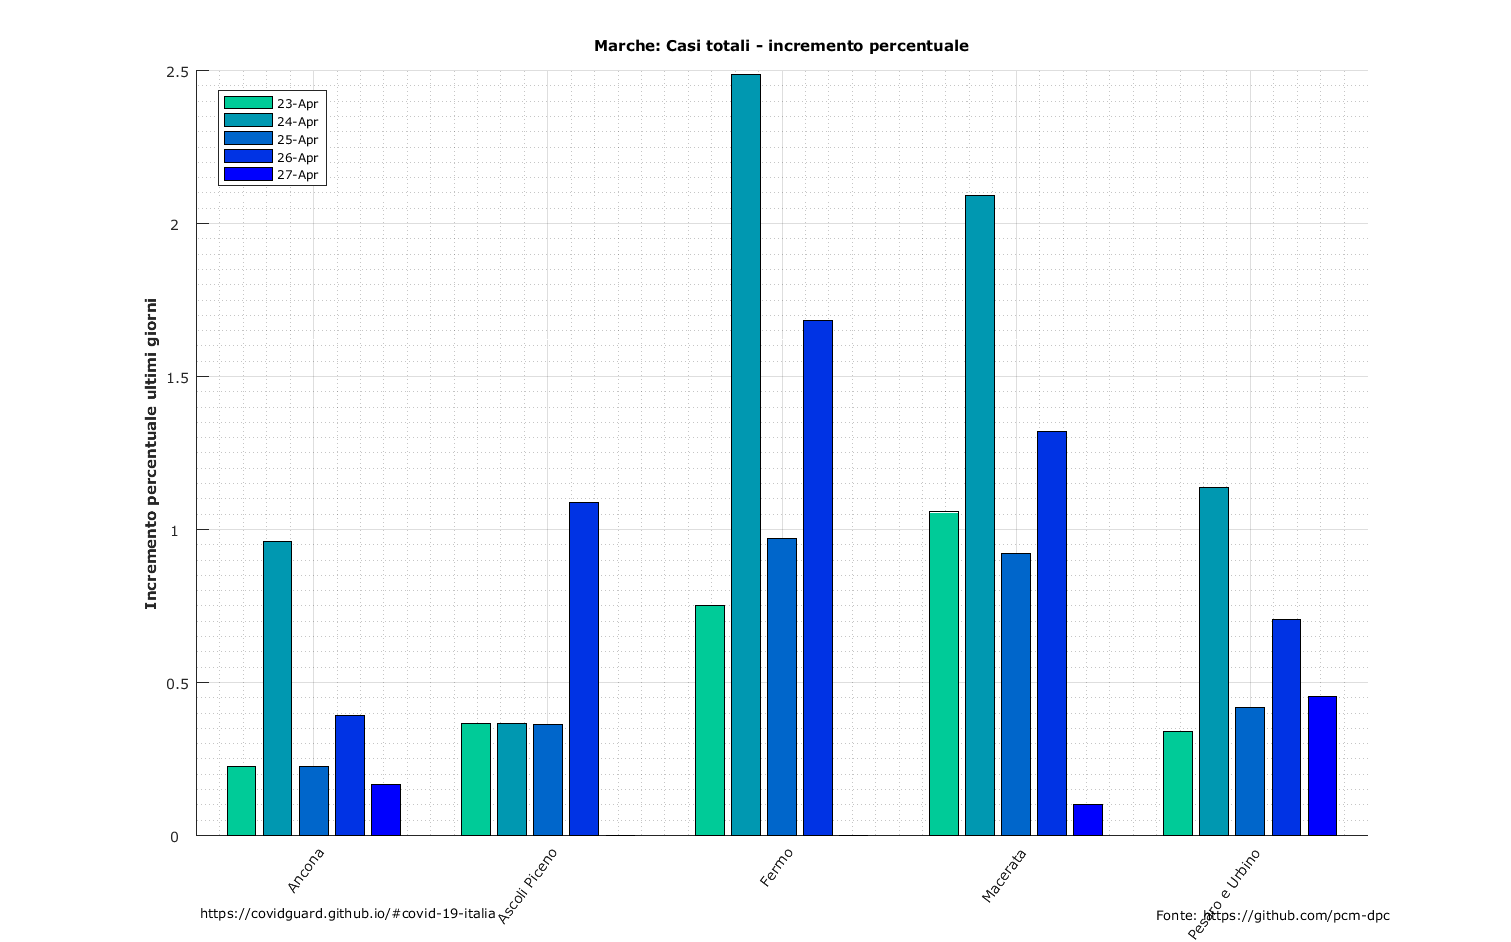 Marche: Casi totali - incremento percentuale
2.5
2
1.5
1
0.5
0
Incremento percentuale ultimi giorni
23-Apr
24-Apr
25-Apr
26-Apr
27-Apr
Ancona
Ascoli Piceno
Fermo
Macerata
Pesaro e Urbino
https://covidguard.github.io/#covid-19-italia
Fonte: https://github.com/pcm-dpc